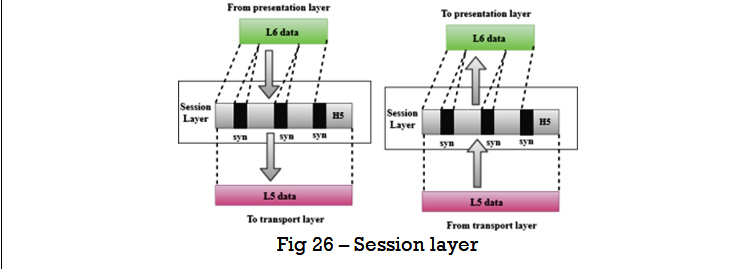 From presentation layer
L6 data
Session
Layer
H5
syn syn syn
L5 data
To transport layer
To presentation layer
L6 data
Session
Layer
H5
syn syn syn
L5 data
From transport layer
Fig 26 – Session layer